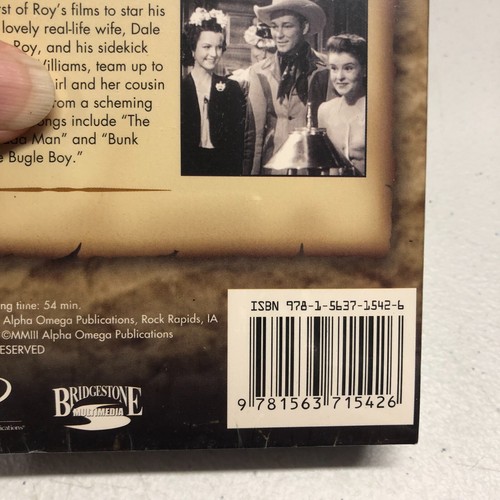 st of Roy's films to star his
lovely real-life wife, Dale
Roy, and his sidekick
Williams, team up to
girl and her cousin
from a scheming
include "The
Man" and "Bunk
Bugle Boy."
ng time: 54 min.
Alpha Omega Publications, Rock Rapids, IA
©MMIII Alpha Omega Publications
ESERVED
ISBN 978-1-5637-1542-6
9 781563 715426
BRIDGESTONE
MULTIMEDIA
ications